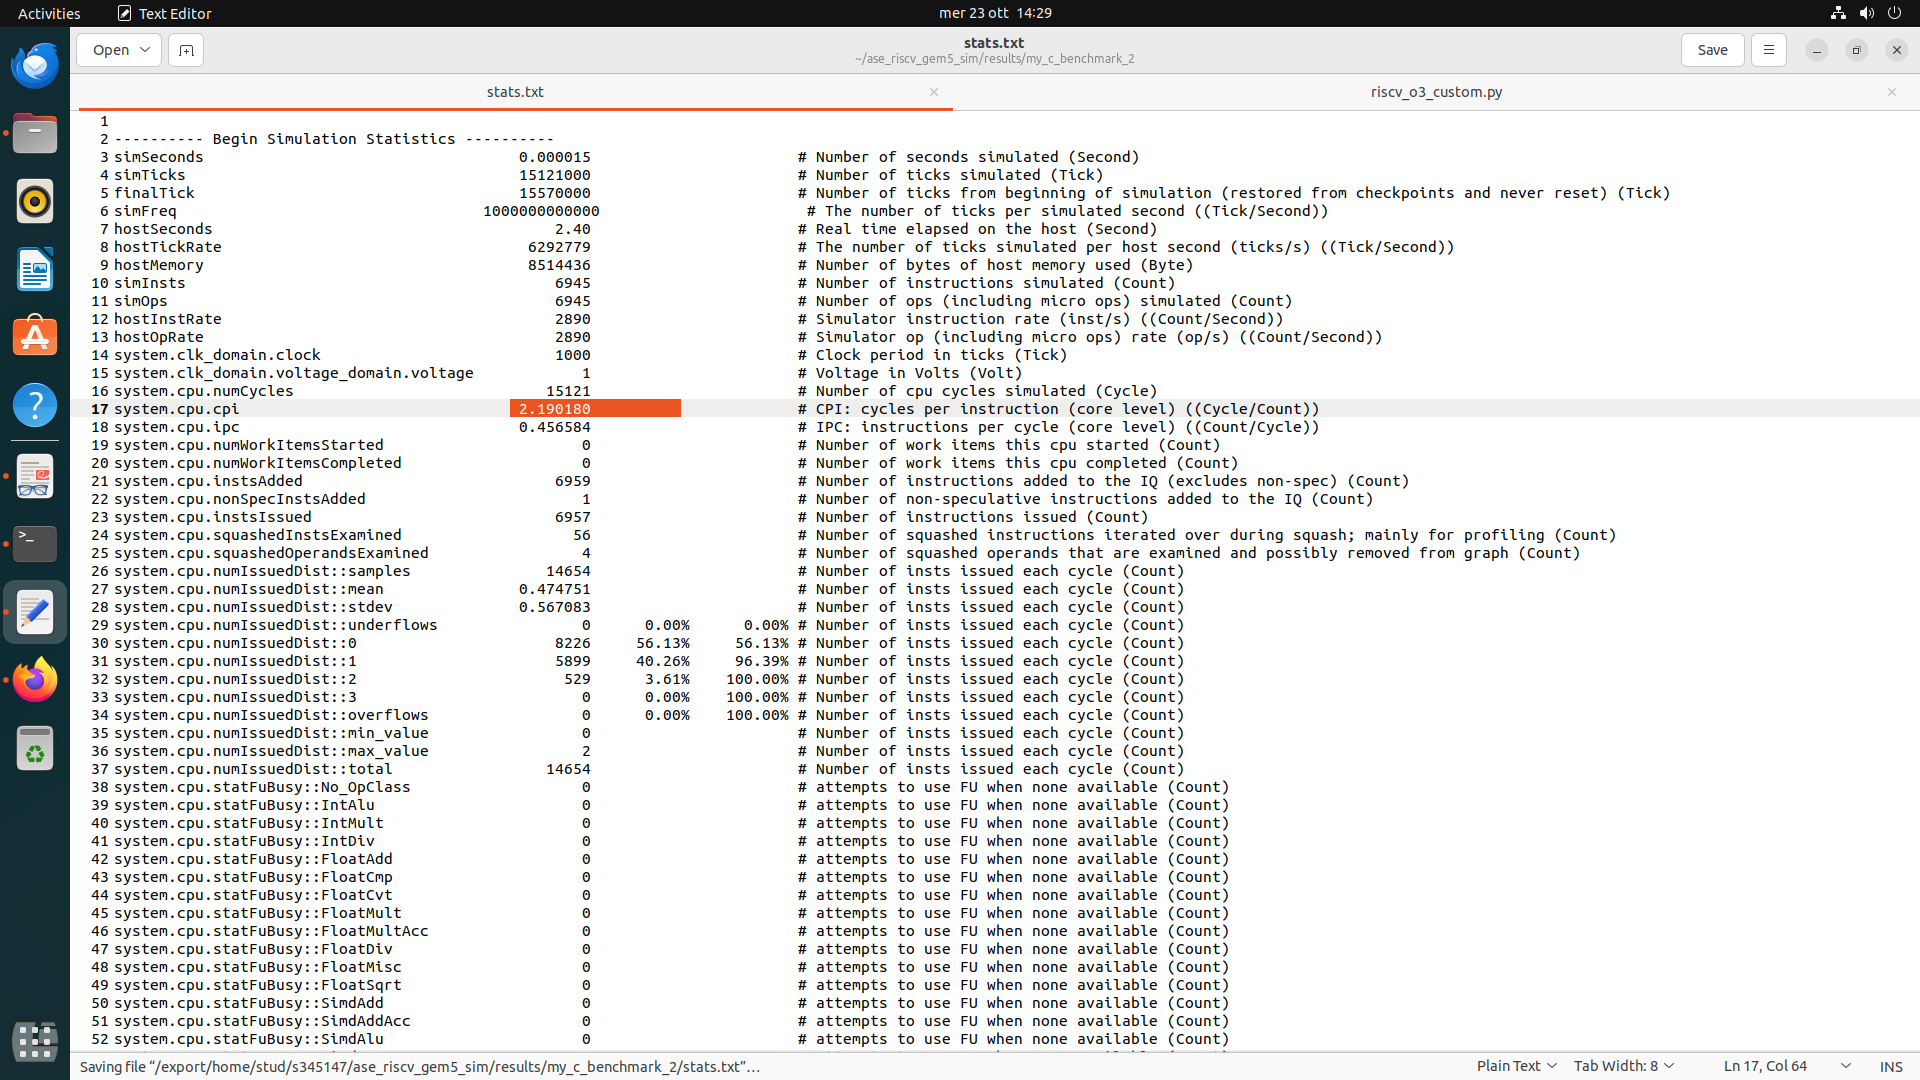 Activities Text Editor mer 23 ott 14:29
Open stats.txt Save
~/ase_riscv_gem5_sim/results/my_c_benchmark_2
stats.txt riscv_o3_custom.py
1
2 ---------- Begin Simulation Statistics ----------
3 simSeconds 0.000015 # Number of seconds simulated (Second)
4 simTicks 15121000 # Number of ticks simulated (Tick)
5 finalTick 15570000 # Number of ticks from beginning of simulation (restored from checkpoints and never reset) (Tick)
6 simFreq 1000000000000 # The number of ticks per simulated second ((Tick/Second))
7 hostSeconds 2.40 # Real time elapsed on the host (Second)
8 hostTickRate 6292779 # The number of ticks simulated per host second (ticks/s) ((Tick/Second))
9 hostMemory 8514436 # Number of bytes of host memory used (Byte)
10 simInsts 6945 # Number of instructions simulated (Count)
11 simOps 6945 # Number of ops (including micro ops) simulated (Count)
12 hostInstRate 2890 # Simulator instruction rate (inst/s) ((Count/Second))
13 hostOpRate 2890 # Simulator op (including micro ops) rate (op/s) ((Count/Second))
14 system.clk_domain.clock 1000 # Clock period in ticks (Tick)
15 system.clk_domain.voltage_domain.voltage 1 # Voltage in Volts (Volt)
16 system.cpu.numCycles 15121 # Number of cpu cycles simulated (Cycle)
17 system.cpu.cpi 2.190180 # CPI: cycles per instruction (core level) ((Cycle/Count))
18 system.cpu.ipc 0.456584 # IPC: instructions per cycle (core level) ((Count/Cycle))
19 system.cpu.numWorkItemsStarted 0 # Number of work items this cpu started (Count)
20 system.cpu.numWorkItemsCompleted 0 # Number of work items this cpu completed (Count)
21 system.cpu.instsAdded 6959 # Number of instructions added to the IQ (excludes non-spec) (Count)
22 system.cpu.nonSpecInstsAdded 1 # Number of non-speculative instructions added to the IQ (Count)
23 system.cpu.instsIssued 6957 # Number of instructions issued (Count)
24 system.cpu.squashedInstsExamined 56 # Number of squashed instructions iterated over during squash; mainly for profiling (Count)
25 system.cpu.squashedOperandsExamined 4 # Number of squashed operands that are examined and possibly removed from graph (Count)
26 system.cpu.numIssuedDist::samples 14654 # Number of insts issued each cycle (Count)
27 system.cpu.numIssuedDist::mean 0.474751 # Number of insts issued each cycle (Count)
28 system.cpu.numIssuedDist::stdev 0.567083 # Number of insts issued each cycle (Count)
29 system.cpu.numIssuedDist::underflows 0 0.00% 0.00% # Number of insts issued each cycle (Count)
30 system.cpu.numIssuedDist::0 8226 56.13% 56.13% # Number of insts issued each cycle (Count)
31 system.cpu.numIssuedDist::1 5899 40.26% 96.39% # Number of insts issued each cycle (Count)
32 system.cpu.numIssuedDist::2 529 3.61% 100.00% # Number of insts issued each cycle (Count)
33 system.cpu.numIssuedDist::3 0 0.00% 100.00% # Number of insts issued each cycle (Count)
34 system.cpu.numIssuedDist::overflows 0 0.00% 100.00% # Number of insts issued each cycle (Count)
35 system.cpu.numIssuedDist::min_value 0 # Number of insts issued each cycle (Count)
36 system.cpu.numIssuedDist::max_value 2 # Number of insts issued each cycle (Count)
37 system.cpu.numIssuedDist::total 14654 # Number of insts issued each cycle (Count)
38 system.cpu.statFuBusy::No_OpClass 0 # attempts to use FU when none available (Count)
39 system.cpu.statFuBusy::IntAlu 0 # attempts to use FU when none available (Count)
40 system.cpu.statFuBusy::IntMult 0 # attempts to use FU when none available (Count)
41 system.cpu.statFuBusy::IntDiv 0 # attempts to use FU when none available (Count)
42 system.cpu.statFuBusy::FloatAdd 0 # attempts to use FU when none available (Count)
43 system.cpu.statFuBusy::FloatCmp 0 # attempts to use FU when none available (Count)
44 system.cpu.statFuBusy::FloatCvt 0 # attempts to use FU when none available (Count)
45 system.cpu.statFuBusy::FloatMult 0 # attempts to use FU when none available (Count)
46 system.cpu.statFuBusy::FloatMultAcc 0 # attempts to use FU when none available (Count)
47 system.cpu.statFuBusy::FloatDiv 0 # attempts to use FU when none available (Count)
48 system.cpu.statFuBusy::FloatMisc 0 # attempts to use FU when none available (Count)
49 system.cpu.statFuBusy::FloatSqrt 0 # attempts to use FU when none available (Count)
50 system.cpu.statFuBusy::SimdAdd 0 # attempts to use FU when none available (Count)
51 system.cpu.statFuBusy::SimdAddAcc 0 # attempts to use FU when none available (Count)
52 system.cpu.statFuBusy::SimdAlu 0 # attempts to use FU when none available (Count)
Saving file “/export/home/stud/s345147/ase_riscv_gem5_sim/results/my_c_benchmark_2/stats.txt”… Plain Text Tab Width: 8 Ln 17, Col 64 INS